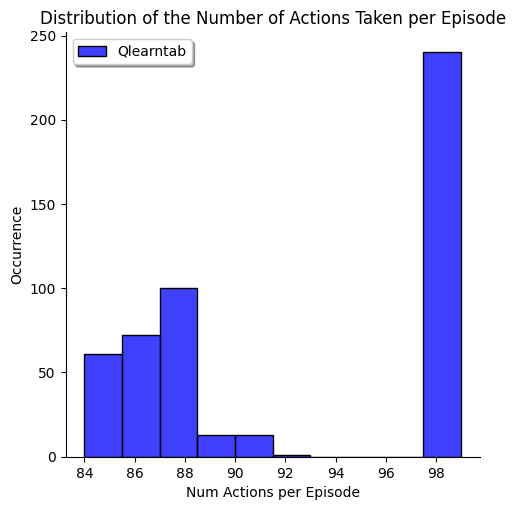 Distribution of the Number of Actions Taken per Episode
Qlearntab
Occurrence
250
200
150
100
50
0
84 86 88 90 92 94 96 98
Num Actions per Episode